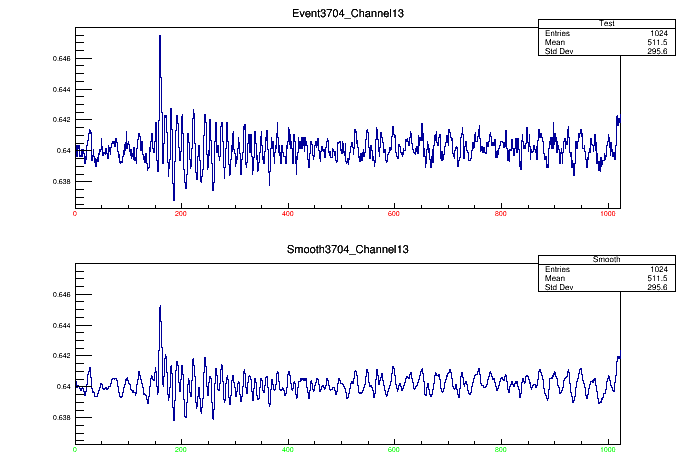 Event3704_Channel13
Test
Entries 1024
Mean 511.5
Std Dev 295.6
0.646
0.644
0.642
0.64
0.638
0 200 400 600 800 1000
Smooth3704_Channel13
Smooth
Entries 1024
Mean 511.5
Std Dev 295.6
0.646
0.644
0.642
0.64
0.638
0 200 400 600 800 1000